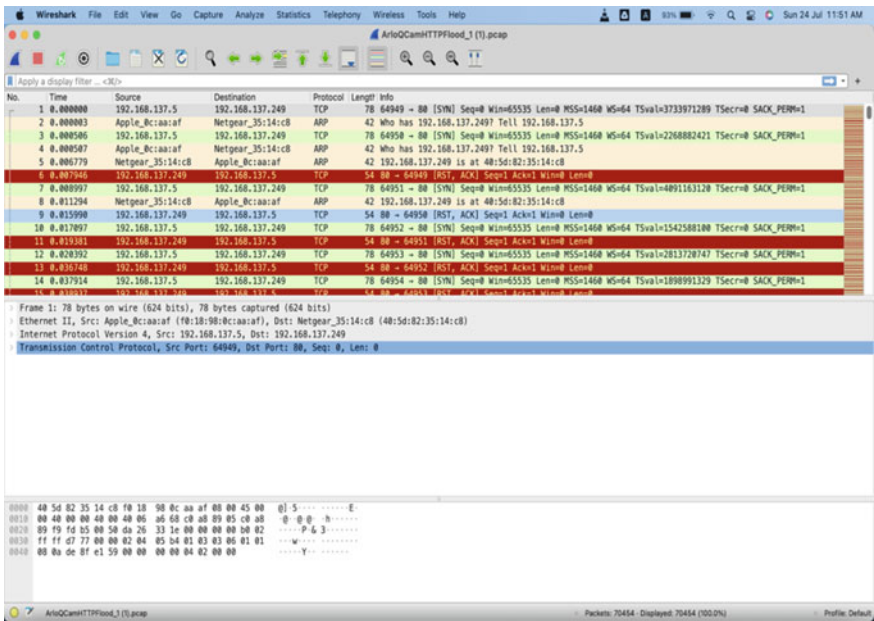 Wireshark File Edit View Go Capture Analyze Statistics Telephony Wireless Tools Help 93% Sun 24 Jul 11:51 AM
ArloQCamHTTPFlood_1 (1).pcap
Apply a display filter ... <⌘/>
No. Time Source Destination Protocol Length Info
1 0.000000 192.168.137.5 192.168.137.249 TCP 78 64949 → 80 [SYN] Seq=0 Win=65535 Len=0 MSS=1460 WS=64 TSval=3733971289 TSecr=0 SACK_PERM=1
2 0.000003 Apple_0c:aa:af Netgear_35:14:c8 ARP 42 Who has 192.168.137.249? Tell 192.168.137.5
3 0.000506 192.168.137.5 192.168.137.249 TCP 78 64950 → 80 [SYN] Seq=0 Win=65535 Len=0 MSS=1460 WS=64 TSval=2268882421 TSecr=0 SACK_PERM=1
4 0.000507 Apple_0c:aa:af Netgear_35:14:c8 ARP 42 Who has 192.168.137.249? Tell 192.168.137.5
5 0.006779 Netgear_35:14:c8 Apple_0c:aa:af ARP 42 192.168.137.249 is at 40:5d:82:35:14:c8
6 0.007946 192.168.137.249 192.168.137.5 TCP 54 80 → 64949 [RST, ACK] Seq=1 Ack=1 Win=0 Len=0
7 0.008997 192.168.137.5 192.168.137.249 TCP 78 64951 → 80 [SYN] Seq=0 Win=65535 Len=0 MSS=1460 WS=64 TSval=4091163120 TSecr=0 SACK_PERM=1
8 0.011294 Netgear_35:14:c8 Apple_0c:aa:af ARP 42 192.168.137.249 is at 40:5d:82:35:14:c8
9 0.015990 192.168.137.249 192.168.137.5 TCP 54 80 → 64950 [RST, ACK] Seq=1 Ack=1 Win=0 Len=0
10 0.017097 192.168.137.5 192.168.137.249 TCP 78 64952 → 80 [SYN] Seq=0 Win=65535 Len=0 MSS=1460 WS=64 TSval=1542588100 TSecr=0 SACK_PERM=1
11 0.019381 192.168.137.249 192.168.137.5 TCP 54 80 → 64951 [RST, ACK] Seq=1 Ack=1 Win=0 Len=0
12 0.020392 192.168.137.5 192.168.137.249 TCP 78 64953 → 80 [SYN] Seq=0 Win=65535 Len=0 MSS=1460 WS=64 TSval=2813720747 TSecr=0 SACK_PERM=1
13 0.036748 192.168.137.249 192.168.137.5 TCP 54 80 → 64952 [RST, ACK] Seq=1 Ack=1 Win=0 Len=0
14 0.037914 192.168.137.5 192.168.137.249 TCP 78 64954 → 80 [SYN] Seq=0 Win=65535 Len=0 MSS=1460 WS=64 TSval=1898991329 TSecr=0 SACK_PERM=1
15 0.038937 192.168.137.249 192.168.137.5 TCP 54 80 → 64953 [RST, ACK] Seq=1 Ack=1 Win=0 Len=0
Frame 1: 78 bytes on wire (624 bits), 78 bytes captured (624 bits)
Ethernet II, Src: Apple_0c:aa:af (f0:18:98:0c:aa:af), Dst: Netgear_35:14:c8 (40:5d:82:35:14:c8)
Internet Protocol Version 4, Src: 192.168.137.5, Dst: 192.168.137.249
Transmission Control Protocol, Src Port: 64949, Dst Port: 80, Seq: 0, Len: 0
0000 40 5d 82 35 14 c8 f0 18 98 0c aa af 08 00 45 00 @]·5···· ······E·
0010 00 40 00 00 40 00 40 06 a6 68 c0 a8 89 05 c0 a8 ·@··@·@· ·h······
0020 89 f9 fd b5 00 50 da 26 33 1e 00 00 00 00 b0 02 ·····P·& 3·······
0030 ff ff d7 77 00 00 02 04 05 b4 01 03 03 06 01 01 ···w···· ········
0040 08 0a de 8f e1 59 00 00 00 00 04 02 00 00 ·····Y·· ······
ArloQCamHTTPFlood_1 (1).pcap Packets: 70454 · Displayed: 70454 (100.0%) Profile: Default